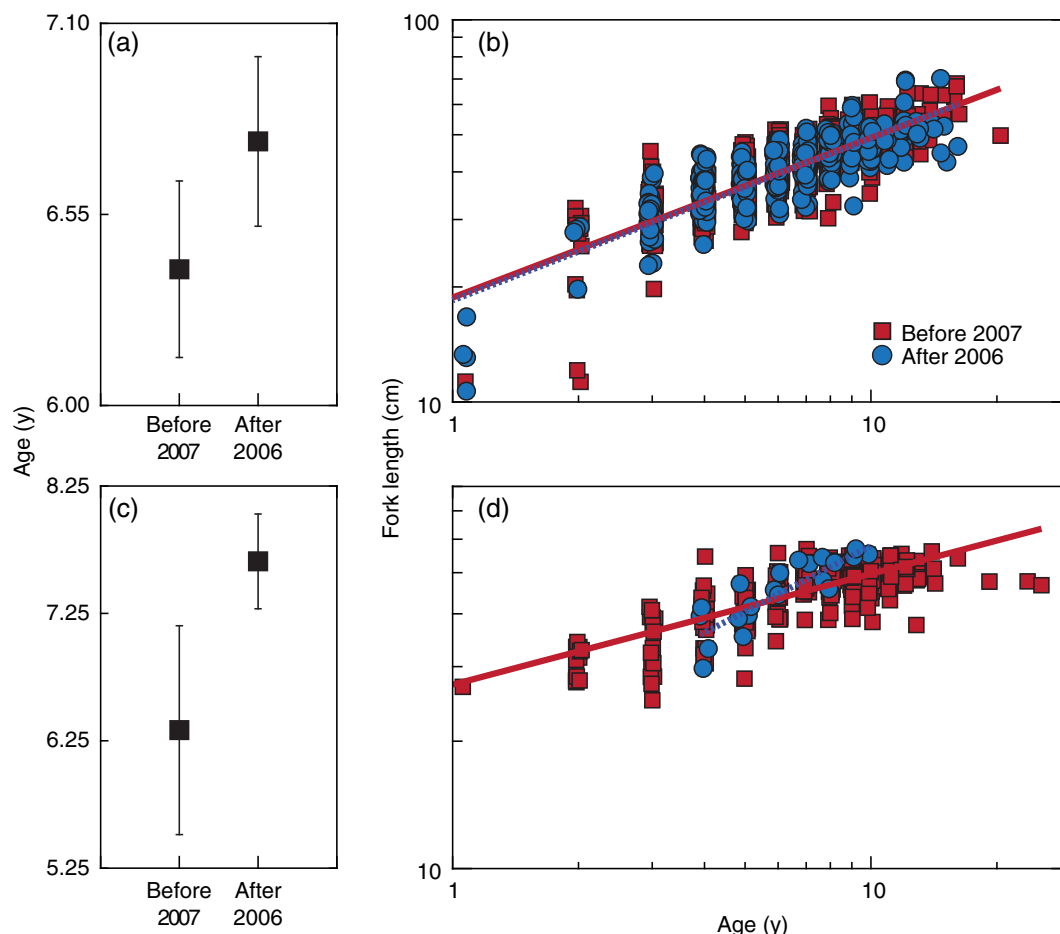 (a)
7.10
6.55
6.00
Before
2007
After
2006
Age (y)
(b)
100
10
1
10
Before 2007
After 2006
Fork length (cm)
(c)
8.25
7.25
6.25
5.25
Before
2007
After
2006
(d)
10
1
10
Age (y)